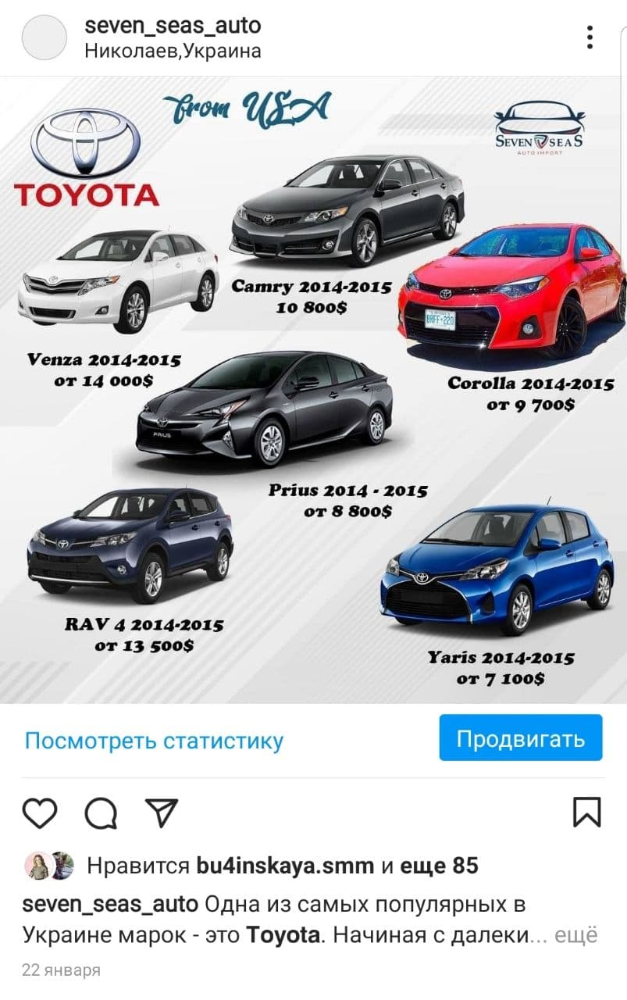 seven_seas_auto
Николаев,Украина
from USA
TOYOTA
SEVEN SEAS
AUTO IMPORT
Camry 2014-2015
10 800$
BRFF·220
Venza 2014-2015
от 14 000$
Corolla 2014-2015
от 9 700$
PRIUS
Prius 2014 - 2015
от 8 800$
RAV 4 2014-2015
от 13 500$
Yaris 2014-2015
от 7 100$
Посмотреть статистику
Продвигать
Нравится bu4inskaya.smm и еще 85
seven_seas_auto Одна из самых популярных в
Украине марок - это Toyota. Начиная с далеки... ещё
22 января